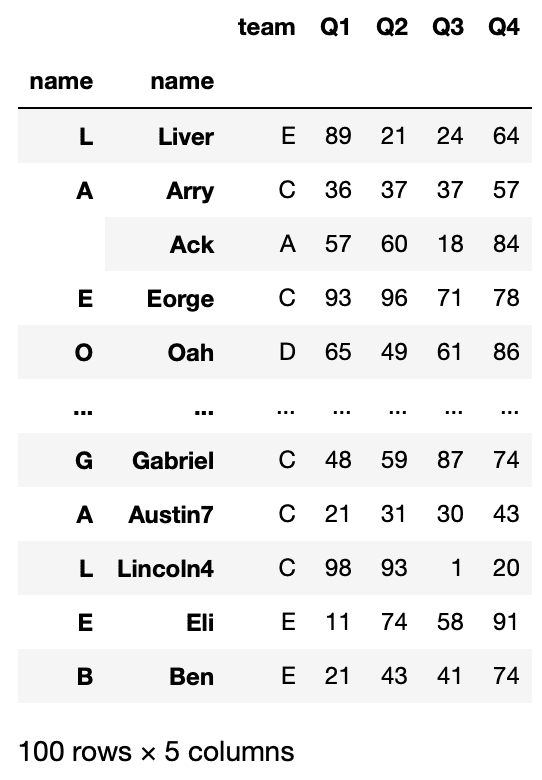 team Q1 Q2 Q3 Q4
name name
L Liver E 89 21 24 64
A Arry C 36 37 37 57
Ack A 57 60 18 84
E Eorge C 93 96 71 78
O Oah D 65 49 61 86
... ... ... ... ... ... ...
G Gabriel C 48 59 87 74
A Austin7 C 21 31 30 43
L Lincoln4 C 98 93 1 20
E Eli E 11 74 58 91
B Ben E 21 43 41 74
100 rows × 5 columns